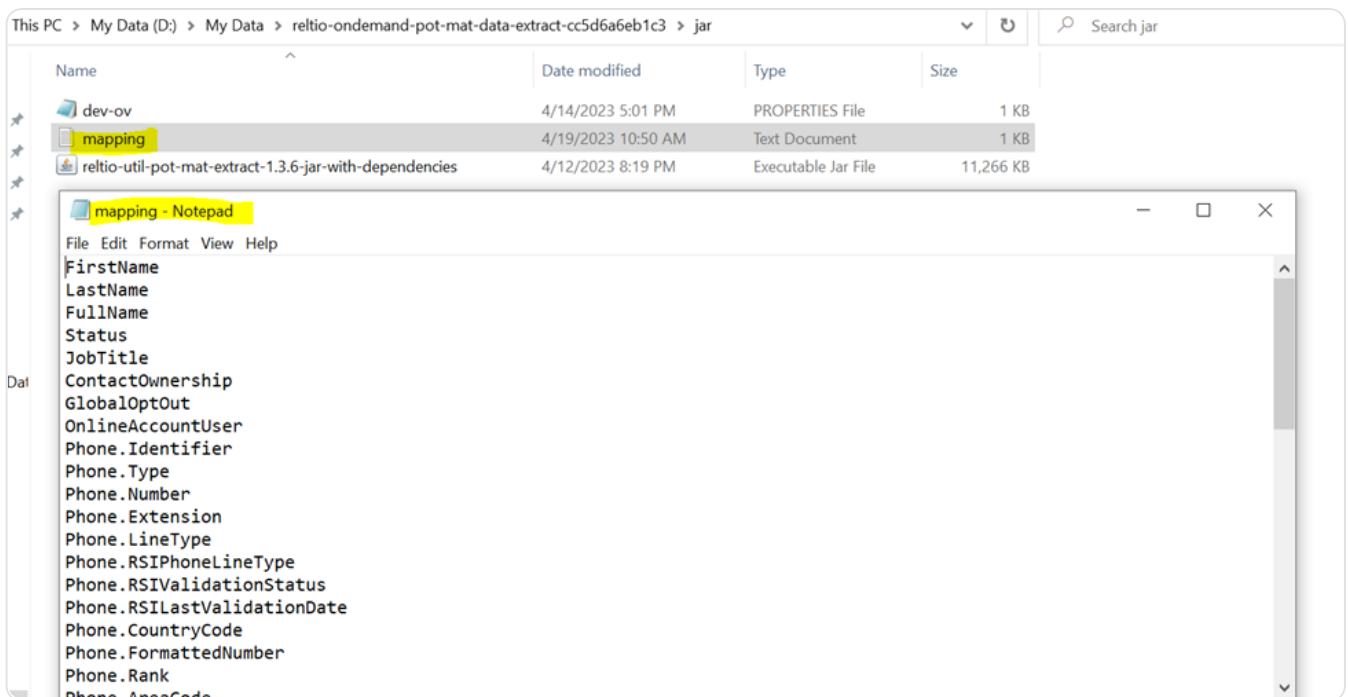 This PC > My Data (D:) > My Data > reltio-ondemand-pot-mat-data-extract-cc5d6a6eb1c3 > jar Search jar
Name Date modified Type Size
dev-ov 4/14/2023 5:01 PM PROPERTIES File 1 KB
mapping 4/19/2023 10:50 AM Text Document 1 KB
reltio-util-pot-mat-extract-1.3.6-jar-with-dependencies 4/12/2023 8:19 PM Executable Jar File 11,266 KB
mapping - Notepad
File Edit Format View Help
FirstName
LastName
FullName
Status
JobTitle
Dat
ContactOwnership
GlobalOptOut
OnlineAccountUser
Phone.Identifier
Phone.Type
Phone.Number
Phone.Extension
Phone.LineType
Phone.RSIPhoneLineType
Phone.RSIValidationStatus
Phone.RSILastValidationDate
Phone.CountryCode
Phone.FormattedNumber
Phone.Rank
Phone.AreaCode